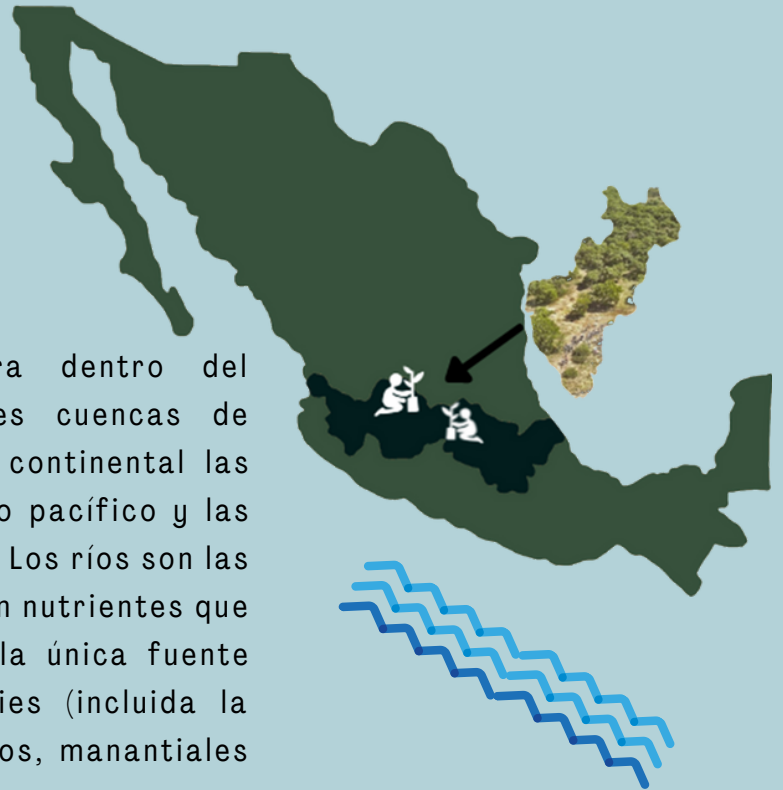 ra dentro del
es cuencas de
continental las
o pacífico y las
Los ríos son las
n nutrientes que
la única fuente
ies (incluida la
os, manantiales